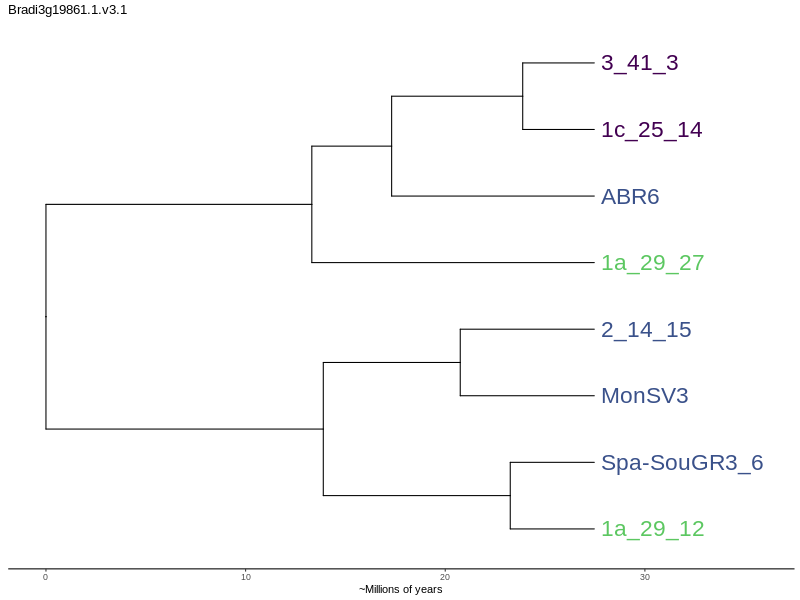 Bradi3g19861.1.v3.1
3_41_3
1c_25_14
ABR6
1a_29_27
2_14_15
MonSV3
Spa-SouGR3_6
1a_29_12
0 10 20 30
~Millions of years